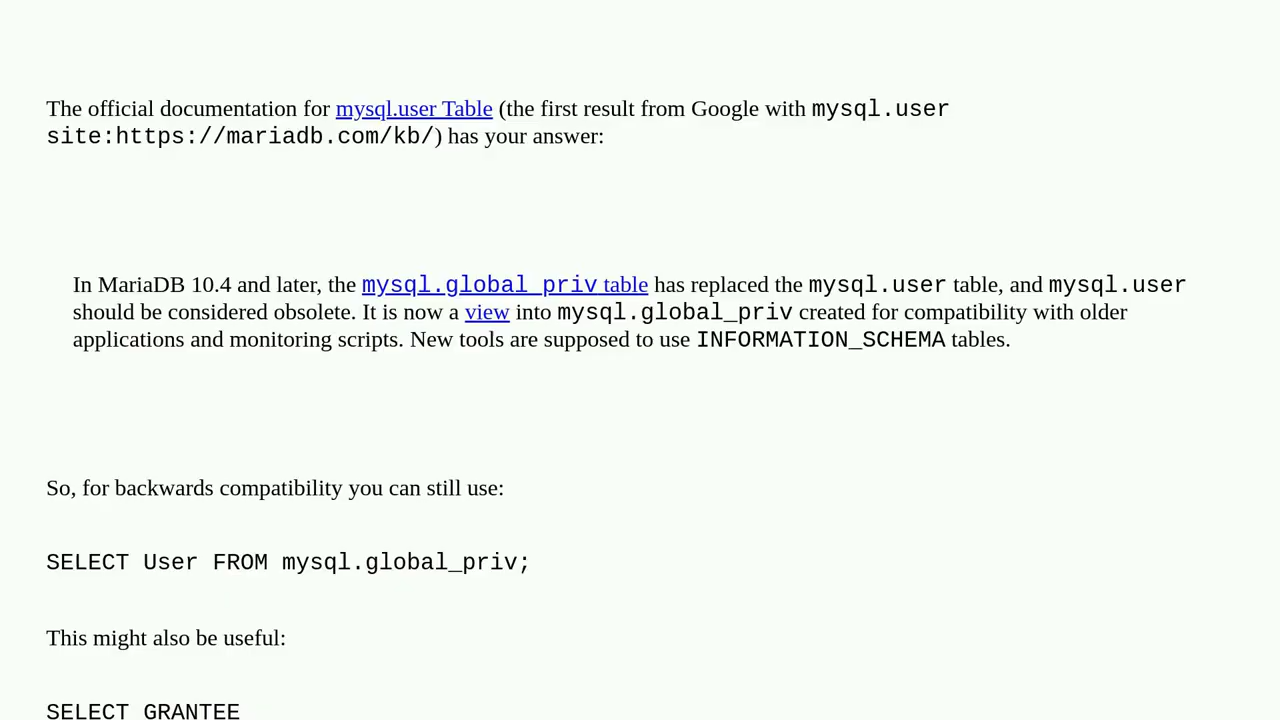 The official documentation for mysql.user Table (the first result from Google with mysql.user
site:https://mariadb.com/kb/) has your answer:
In MariaDB 10.4 and later, the mysql.global_priv table has replaced the mysql.user table, and mysql.user
should be considered obsolete. It is now a view into mysql.global_priv created for compatibility with older
applications and monitoring scripts. New tools are supposed to use INFORMATION_SCHEMA tables.
So, for backwards compatibility you can still use:
SELECT User FROM mysql.global_priv;
This might also be useful:
SELECT GRANTEE